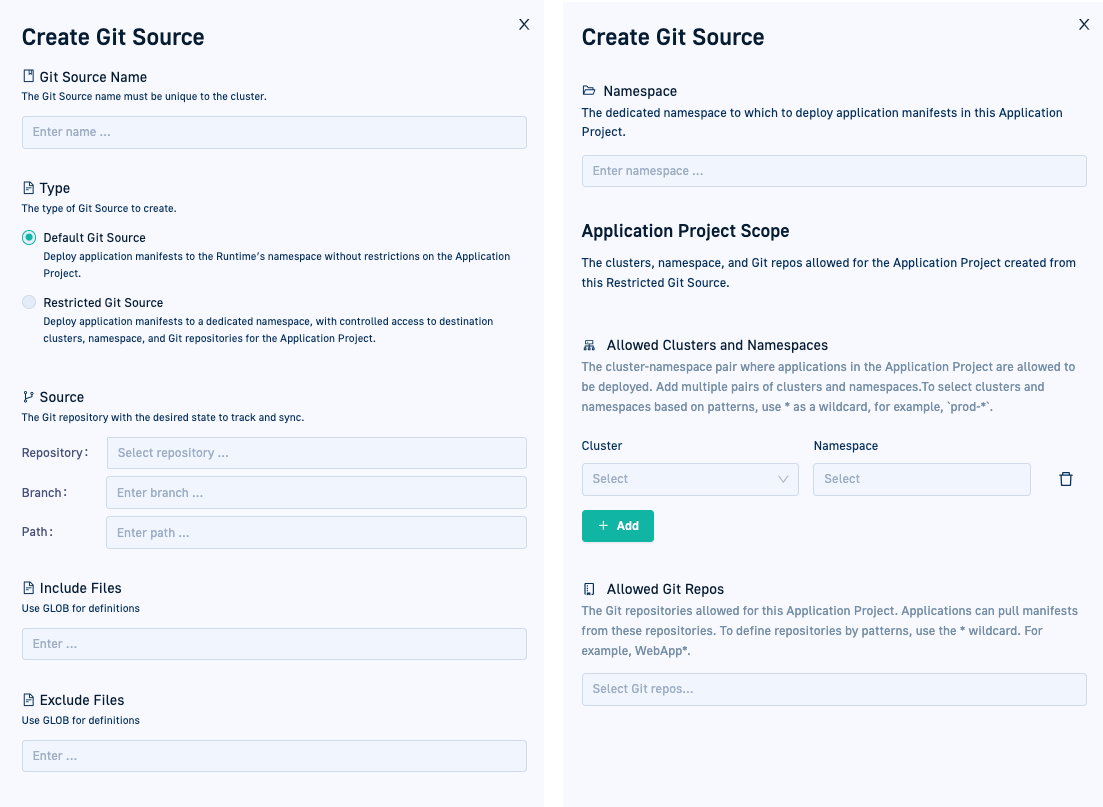 Create Git Source
X
Git Source Name
The Git Source name must be unique to the cluster.
Enter name ...
Type
The type of Git Source to create.
Default Git Source
Deploy application manifests to the Runtime's namespace without restrictions on the Application
Project.
Restricted Git Source
Deploy application manifests to a dedicated namespace, with controlled access to destination
clusters, namespace, and Git repositories for the Application Project.
Source
The Git repository with the desired state to track and sync.
Repository: Select repository ...
Branch: Enter branch ...
Path: Enter path ...
Include Files
Use GLOB for definitions
Enter ...
Exclude Files
Use GLOB for definitions
Enter ...
Create Git Source
X
Namespace
The dedicated namespace to which to deploy application manifests in this Application
Project.
Enter namespace ...
Application Project Scope
The clusters, namespace, and Git repos allowed for the Application Project created from
this Restricted Git Source.
Allowed Clusters and Namespaces
The cluster-namespace pair where applications in the Application Project are allowed to
be deployed. Add multiple pairs of clusters and namespaces.To select clusters and
namespaces based on patterns, use * as a wildcard, for example, `prod-*`.
Cluster Namespace
Select Select
+ Add
Allowed Git Repos
The Git repositories allowed for this Application Project. Applications can pull manifests
from these repositories. To define repositories by patterns, use the * wildcard. For
example, WebApp*.
Select Git repos...